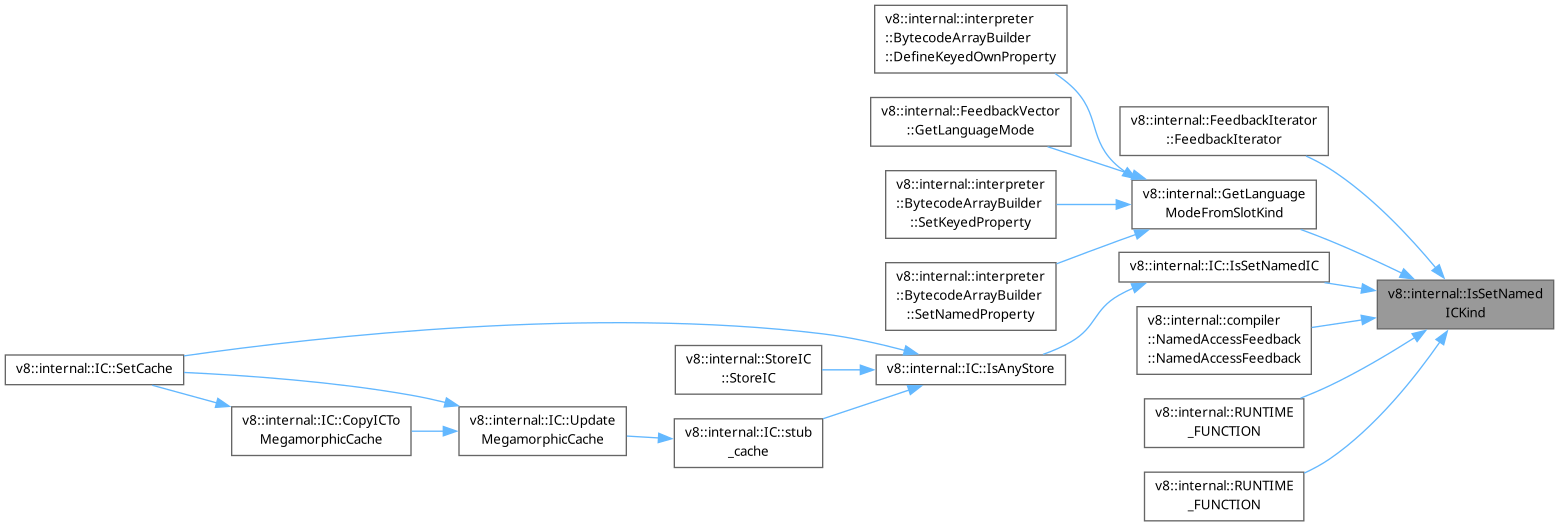 v8::internal::interpreter
::BytecodeArrayBuilder
::DefineKeyedOwnProperty
v8::internal::FeedbackVector
::GetLanguageMode
v8::internal::FeedbackIterator
::FeedbackIterator
v8::internal::interpreter
::BytecodeArrayBuilder
::SetKeyedProperty
v8::internal::GetLanguage
ModeFromSlotKind
v8::internal::interpreter
::BytecodeArrayBuilder
::SetNamedProperty
v8::internal::IC::IsSetNamedIC
v8::internal::IsSetNamed
ICKind
v8::internal::compiler
::NamedAccessFeedback
::NamedAccessFeedback
v8::internal::IC::SetCache
v8::internal::StoreIC
::StoreIC
v8::internal::IC::IsAnyStore
v8::internal::IC::CopyICTo
MegamorphicCache
v8::internal::IC::Update
MegamorphicCache
v8::internal::IC::stub
_cache
v8::internal::RUNTIME
_FUNCTION
v8::internal::RUNTIME
_FUNCTION